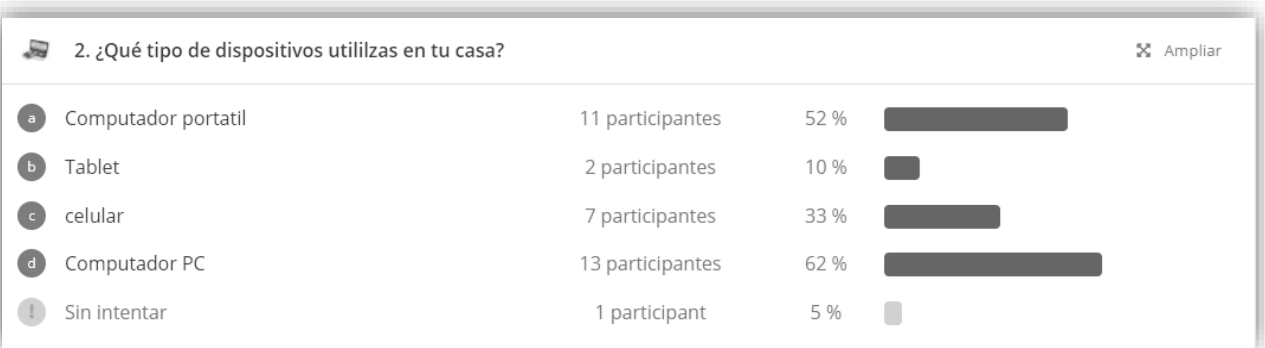 2. ¿Qué tipo de dispositivos utililzas en tu casa? Ampliar
a Computador portatil 11 participantes 52 %
b Tablet 2 participantes 10 %
c celular 7 participantes 33 %
d Computador PC 13 participantes 62 %
! Sin intentar 1 participant 5 %